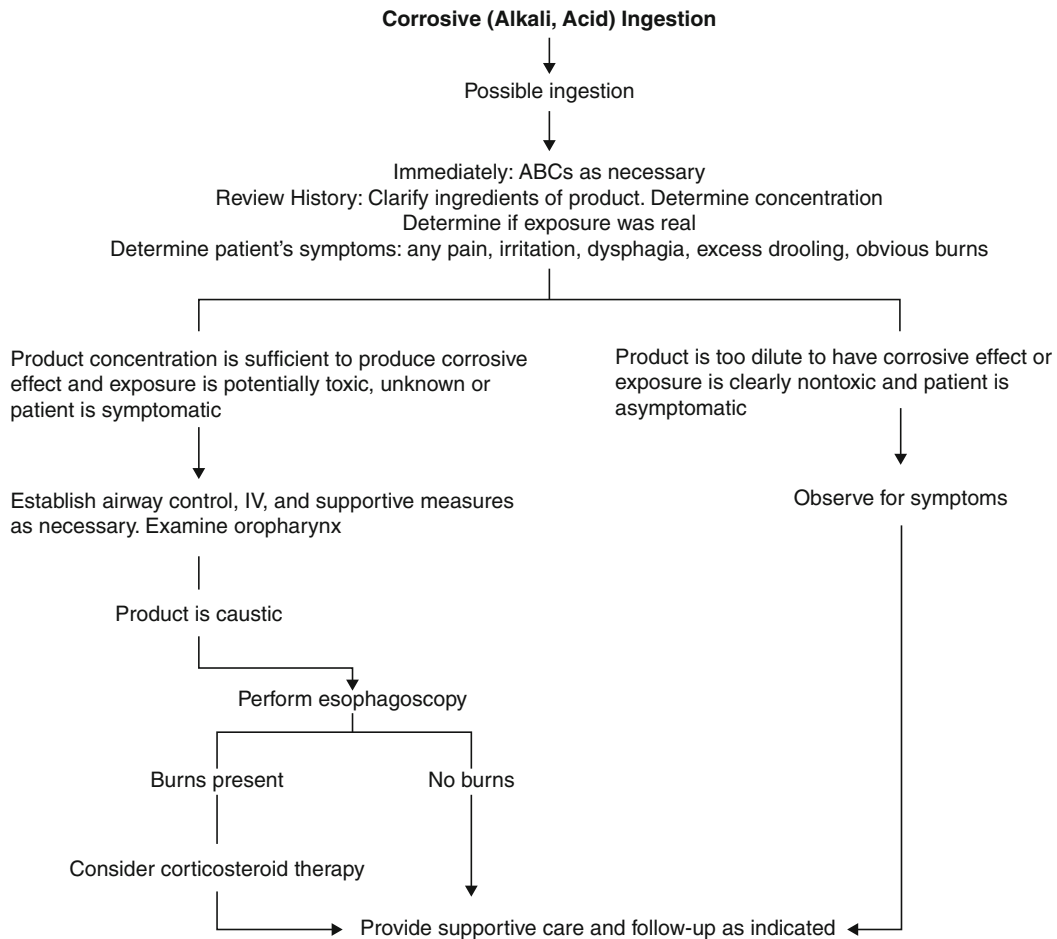 Corrosive (Alkali, Acid) Ingestion
Possible ingestion
Immediately: ABCs as necessary
Review History: Clarify ingredients of product. Determine concentration
Determine if exposure was real
Determine patient's symptoms: any pain, irritation, dysphagia, excess drooling, obvious burns
Product concentration is sufficient to produce corrosive
effect and exposure is potentially toxic, unknown or
patient is symptomatic
Product is too dilute to have corrosive effect or
exposure is clearly nontoxic and patient is
asymptomatic
Establish airway control, IV, and supportive measures
as necessary. Examine oropharynx
Observe for symptoms
Product is caustic
Perform esophagoscopy
Burns present
No burns
Consider corticosteroid therapy
Provide supportive care and follow-up as indicated